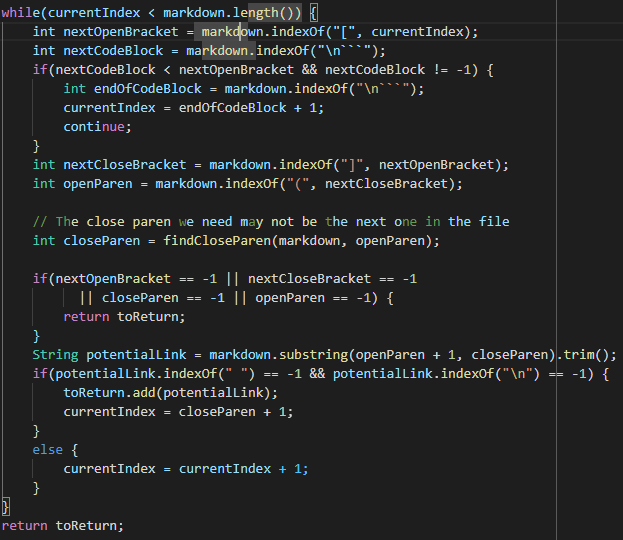 while(currentIndex < markdown.length()) {
    int nextOpenBracket = markdown.indexOf("[", currentIndex);
    int nextCodeBlock = markdown.indexOf("\n```");
    if(nextCodeBlock < nextOpenBracket && nextCodeBlock != -1) {
        int endOfCodeBlock = markdown.indexOf("\n```");
        currentIndex = endOfCodeBlock + 1;
        continue;
    }
    int nextCloseBracket = markdown.indexOf("]", nextOpenBracket);
    int openParen = markdown.indexOf("(", nextCloseBracket);

    // The close paren we need may not be the next one in the file
    int closeParen = findCloseParen(markdown, openParen);

    if(nextOpenBracket == -1 || nextCloseBracket == -1
          || closeParen == -1 || openParen == -1) {
        return toReturn;
    }
    String potentialLink = markdown.substring(openParen + 1, closeParen).trim();
    if(potentialLink.indexOf(" ") == -1 && potentialLink.indexOf("\n") == -1) {
        toReturn.add(potentialLink);
        currentIndex = closeParen + 1;
    }
    else {
        currentIndex = currentIndex + 1;
    }
}
return toReturn;